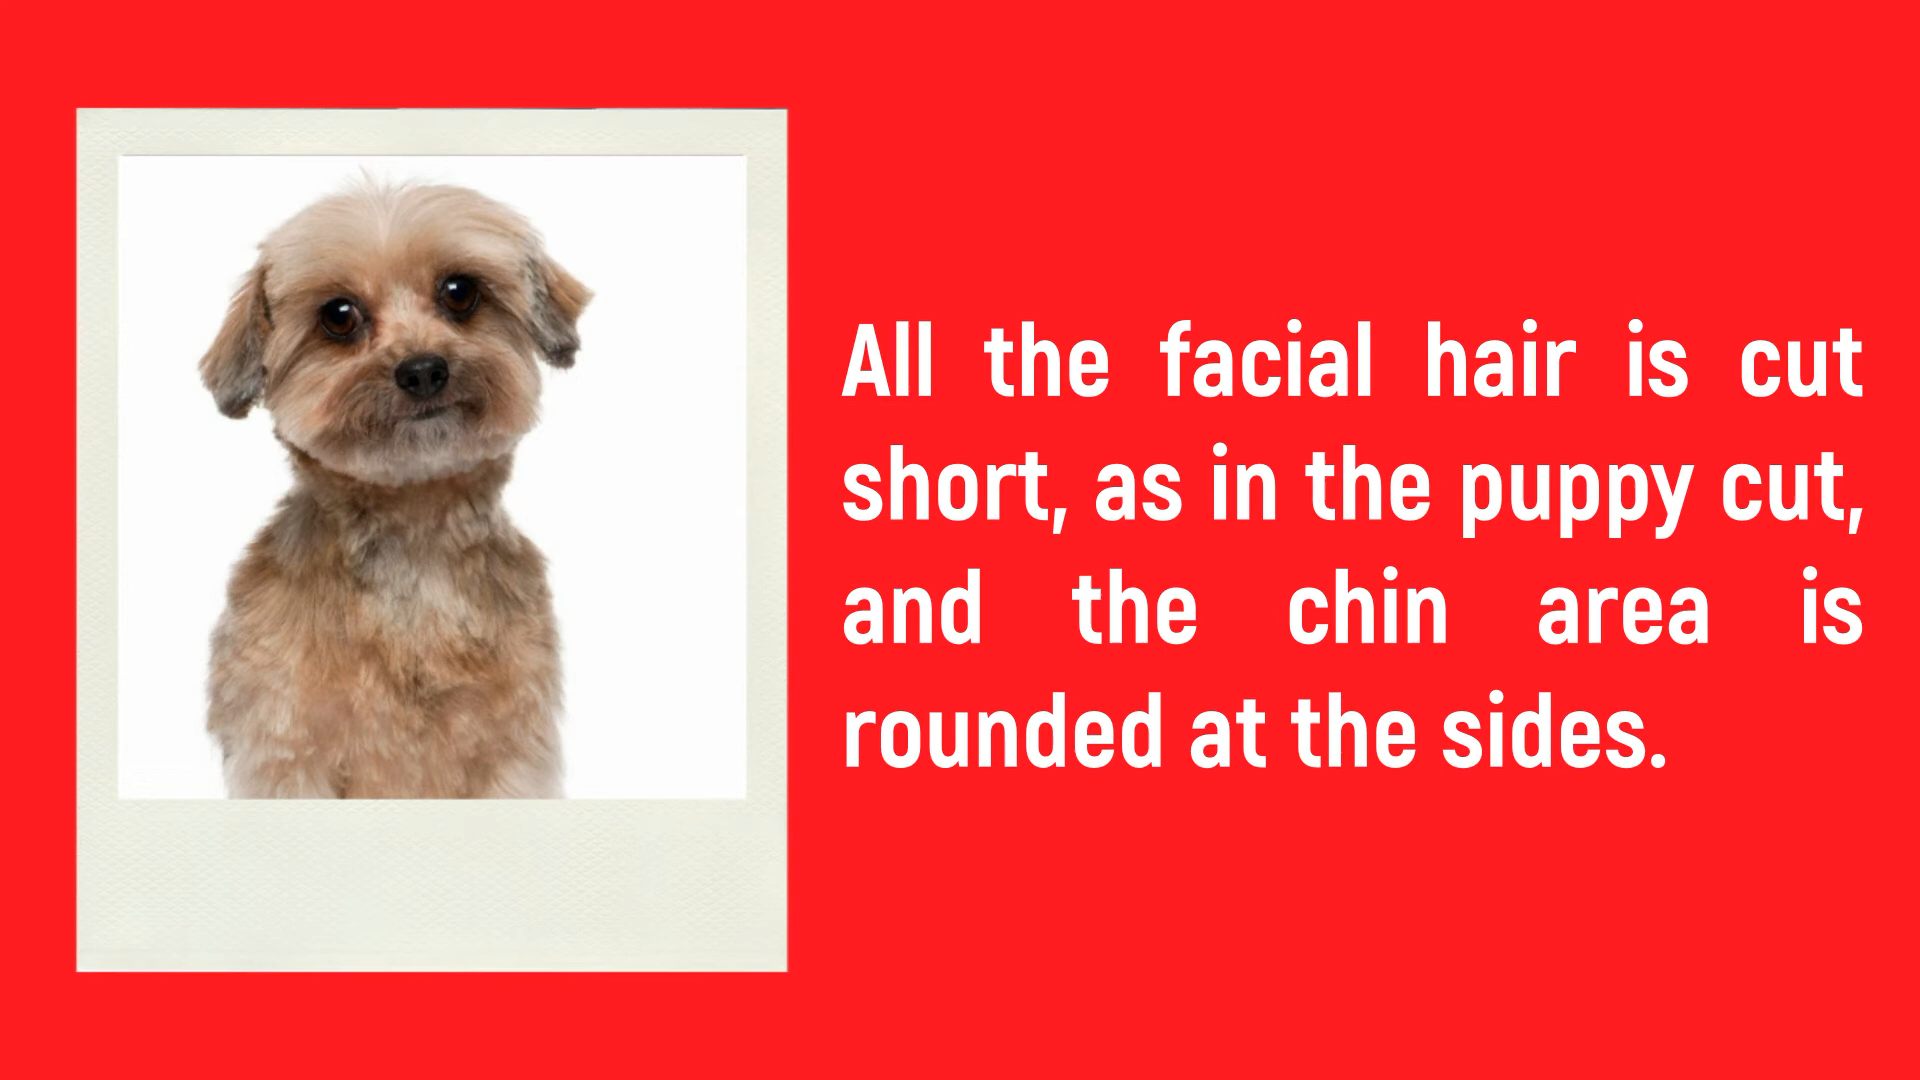 All the facial hair is cut
short, as in the puppy cut,
and the chin area is
rounded at the sides.